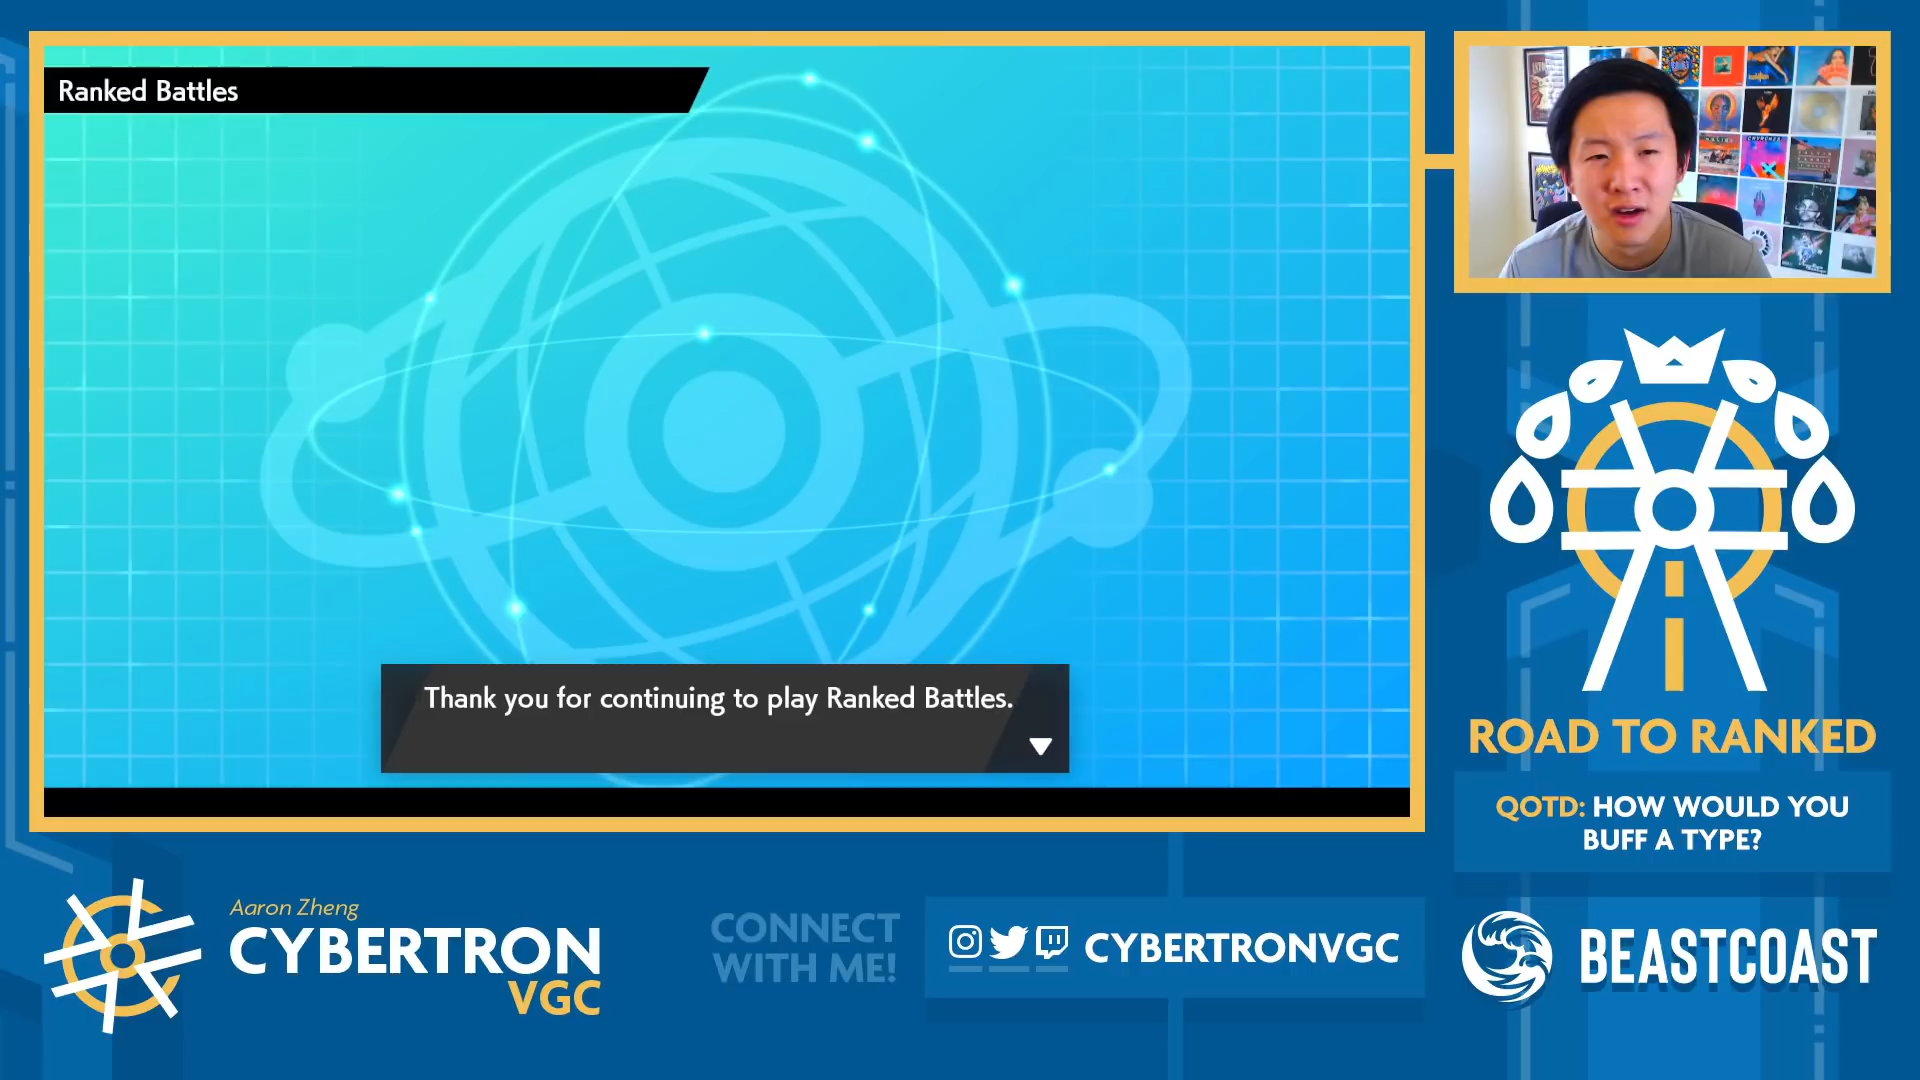 Ranked Battles
Thank you for continuing to play Ranked Battles.
ROAD TO RANKED
QOTD: HOW WOULD YOU
BUFF A TYPE?
Aaron Zheng
CYBERTRON
VGC
CONNECT
WITH ME!
CYBERTRONVGC
BEASTCOAST